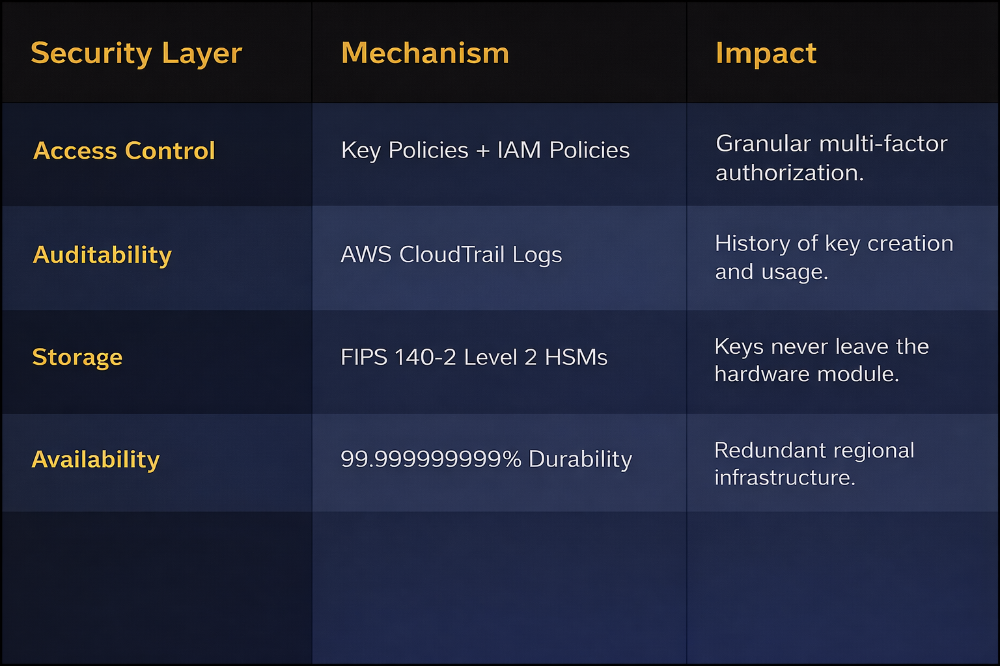 Security Layer Mechanism Impact
Access Control Key Policies + IAM Policies Granular multi-factor
authorization.
Auditability AWS CloudTrail Logs History of key creation
and usage.
Storage FIPS 140-2 Level 2 HSMs Keys never leave the
hardware module.
Availability 99.999999999% Durability Redundant regional
infrastructure.